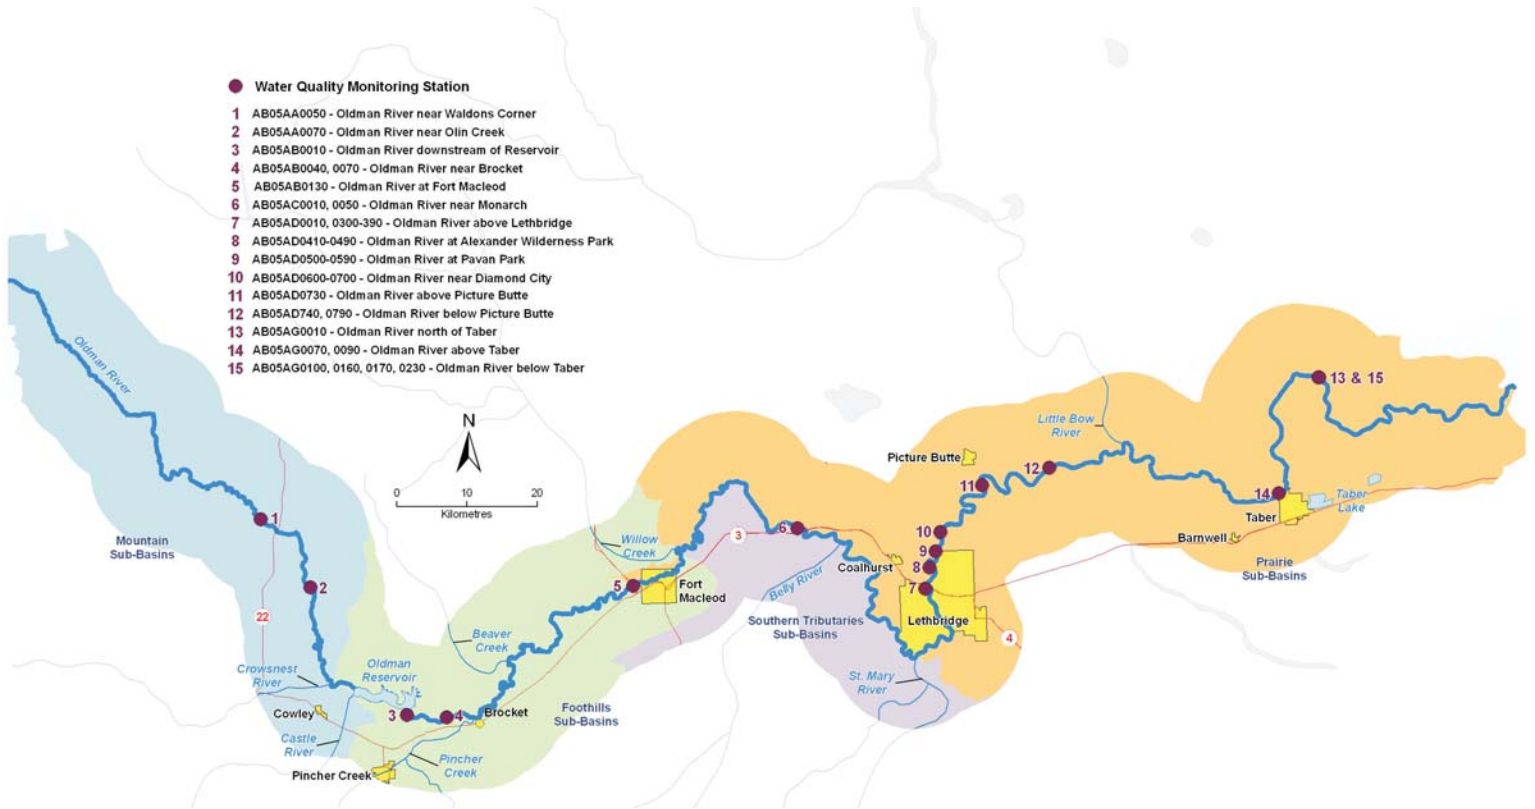 Water Quality Monitoring Station
1 AB05AA0050 - Oldman River near Waldons Corner
2 AB05AA0070 - Oldman River near Olin Creek
3 AB05AB0010 - Oldman River downstream of Reservoir
4 AB05AB0040, 0070 - Oldman River near Brocket
5 AB05AB0130 - Oldman River at Fort Macleod
6 AB05AC0010, 0050 - Oldman River near Monarch
7 AB05AD0010, 0300-390 - Oldman River above Lethbridge
8 AB05AD0410-0490 - Oldman River at Alexander Wilderness Park
9 AB05AD0500-0590 - Oldman River at Pavan Park
10 AB05AD0600-0700 - Oldman River near Diamond City
11 AB05AD0730 - Oldman River above Picture Butte
12 AB05AD740, 0790 - Oldman River below Picture Butte
13 AB05AG0010 - Oldman River north of Taber
14 AB05AG0070, 0090 - Oldman River above Taber
15 AB05AG0100, 0160, 0170, 0230 - Oldman River below Taber
Oldman River
N
0 10 20
Kilometres
13 & 15
Little Bow
River
Picture Butte
12
11
14
Taber
Taber
Lake
1
Mountain
Sub-Basins
Willow
Creek
3
6
10
9
8
7
Barnwell
Prairie
Sub-Basins
Coalhurst
2
5
Fort
Macleod
Belly River
22
Southern Tributaries
Sub-Basins
Lethbridge
4
Beaver
Creek
Crowsnest
River
Oldman
Reservoir
St. Mary
River
3
4
Brocket
Foothills
Sub-Basins
Cowley
Castle
River
Pincher Creek
Pincher
Creek